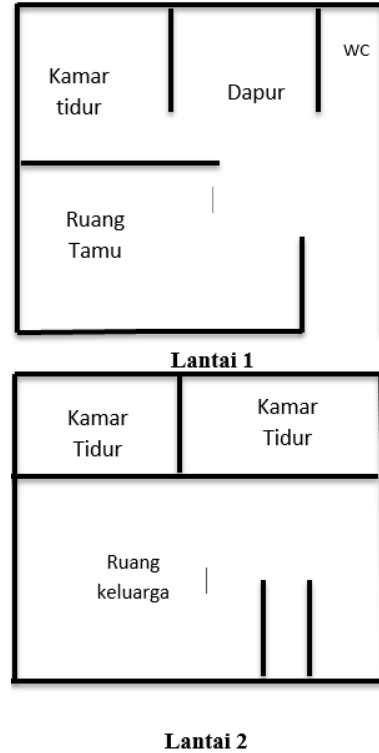 Kamar
tidur
Dapur
WC
Ruang
Tamu
Lantai 1
Kamar
Tidur
Kamar
Tidur
Ruang
keluarga
Lantai 2